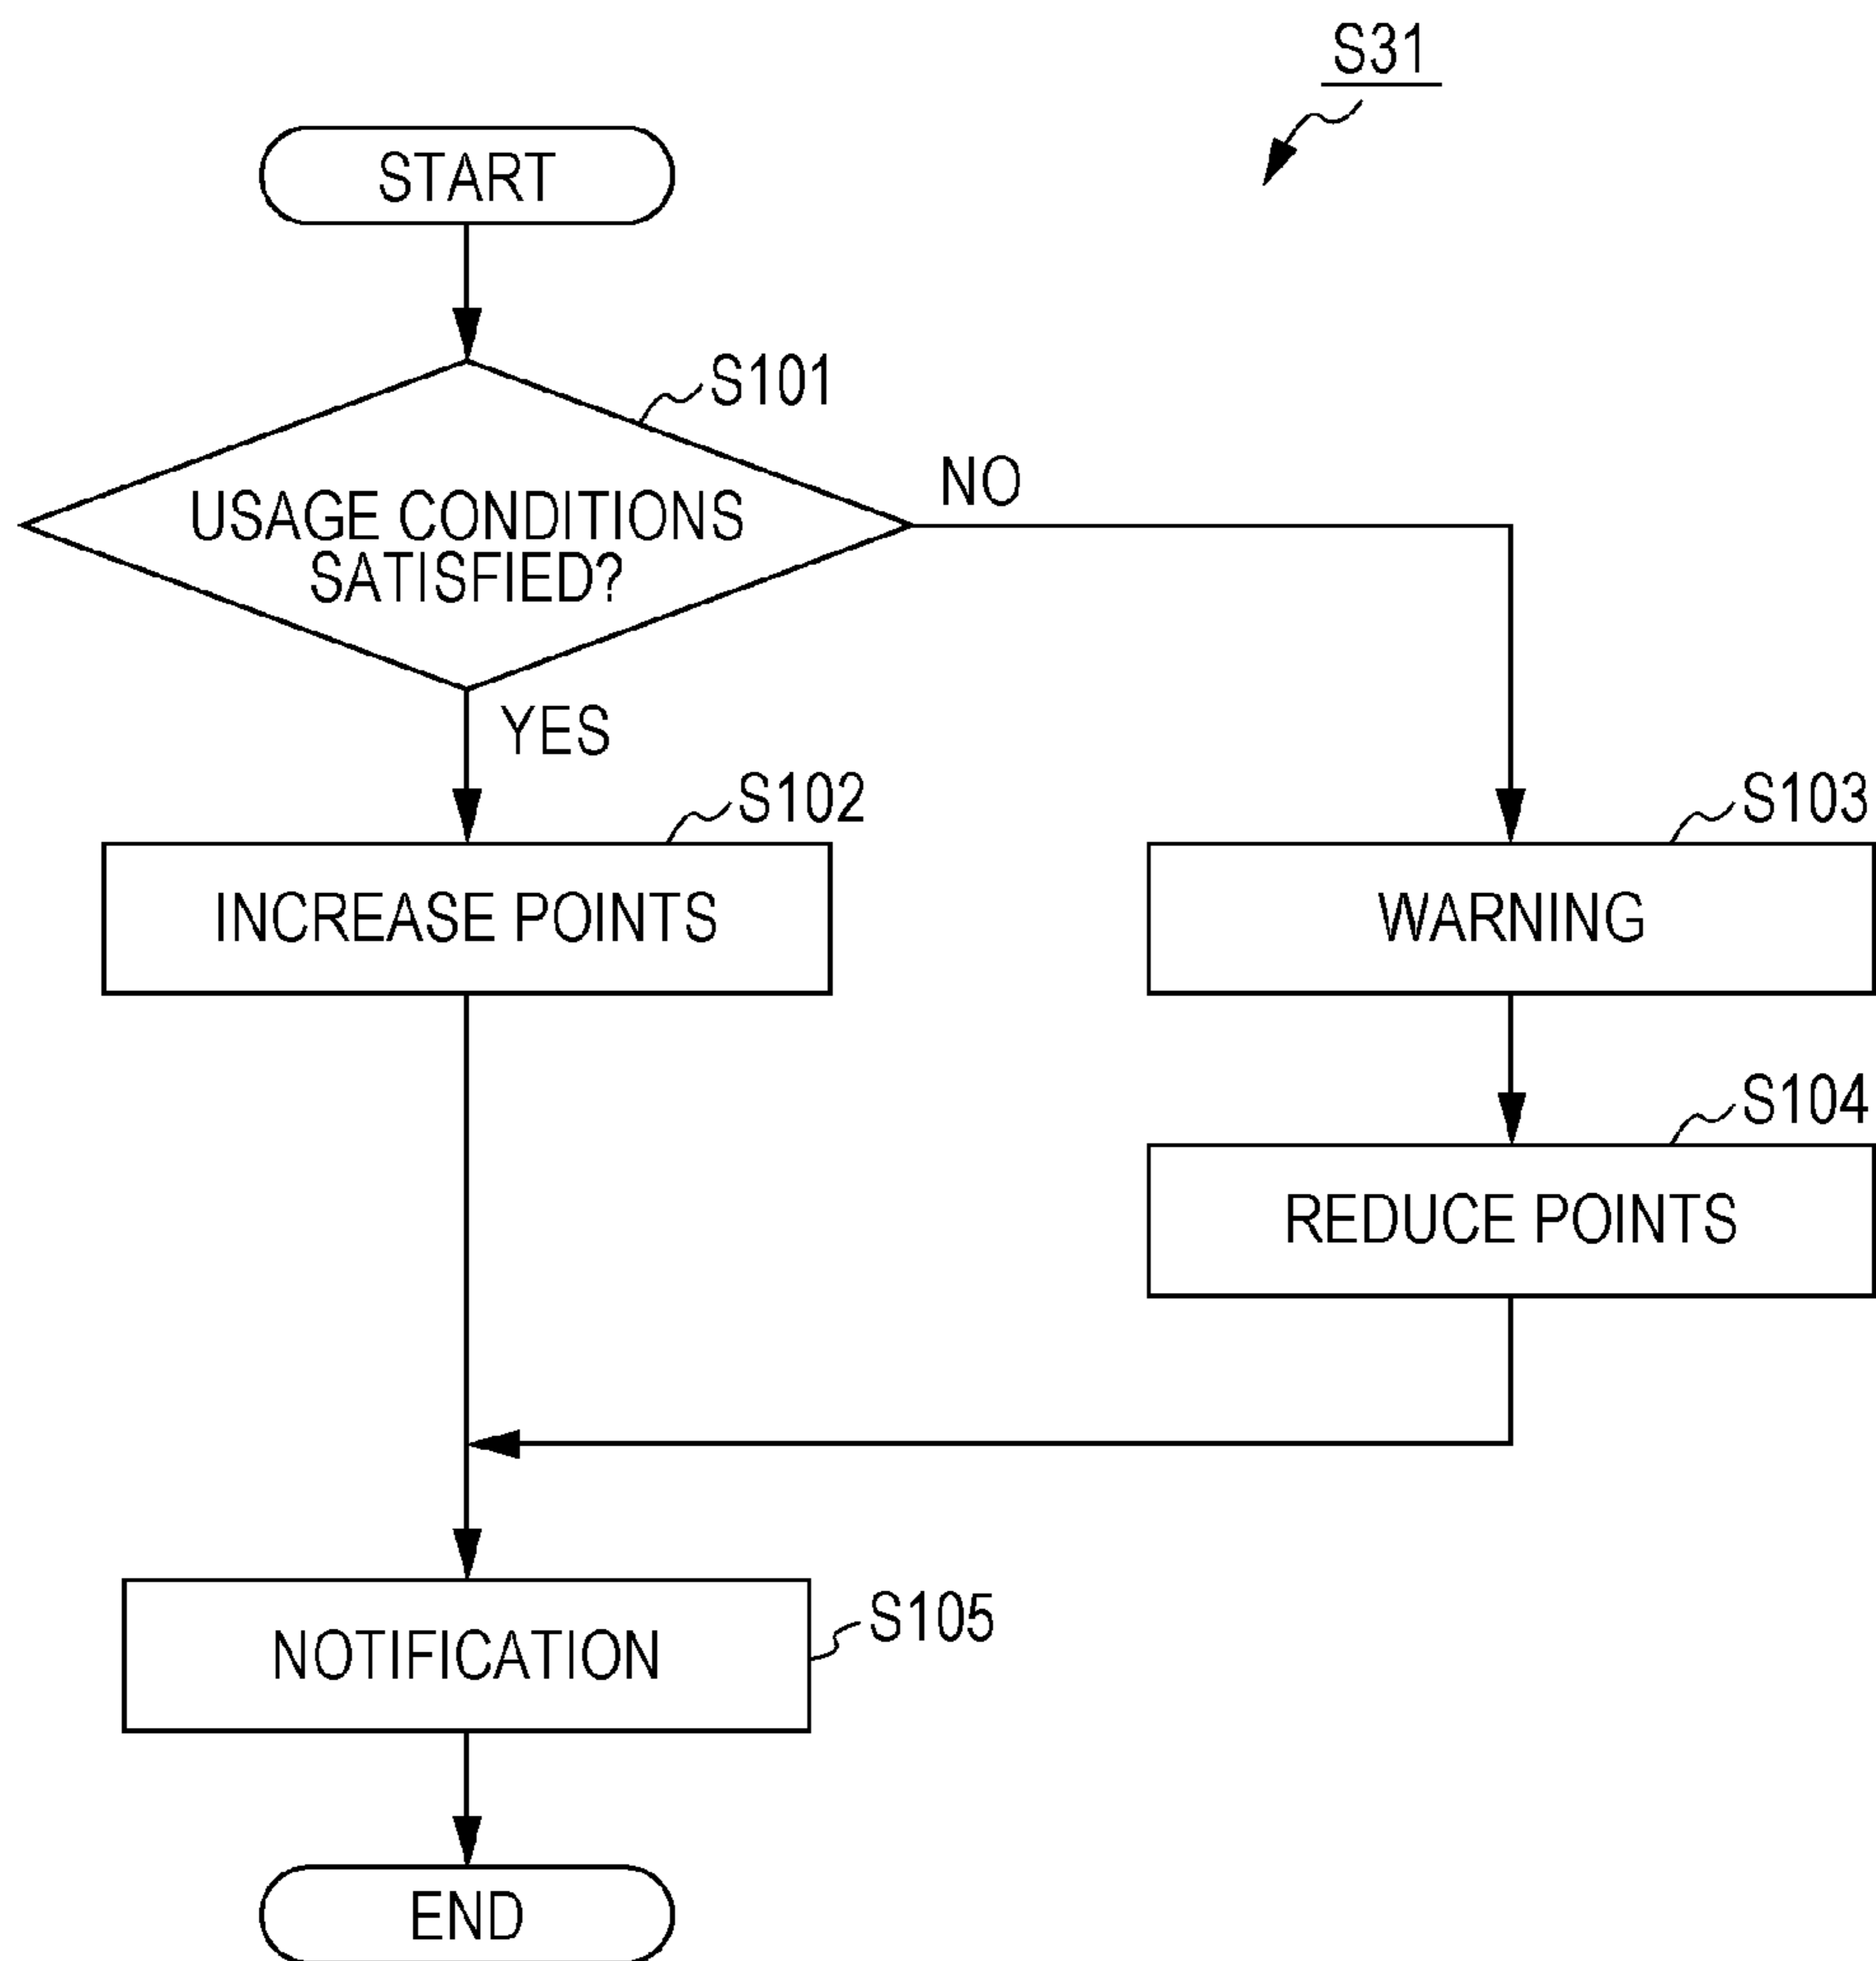 S31
START
S101
USAGE CONDITIONS
SATISFIED?
NO
YES
S102
INCREASE POINTS
S103
WARNING
S104
REDUCE POINTS
S105
NOTIFICATION
END